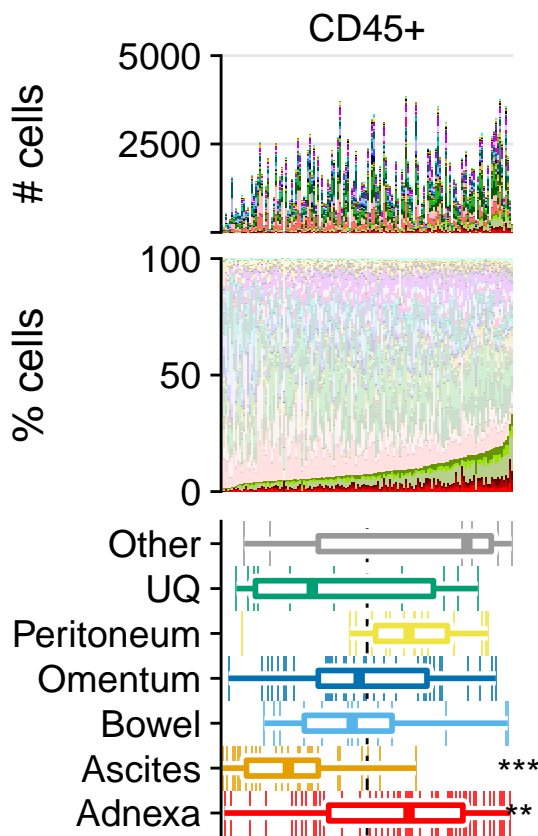 CD45+
5000
2500
# cells
100
50
0
% cells
Other
UQ
Peritoneum
Omentum
Bowel
Ascites ***
Adnexa **